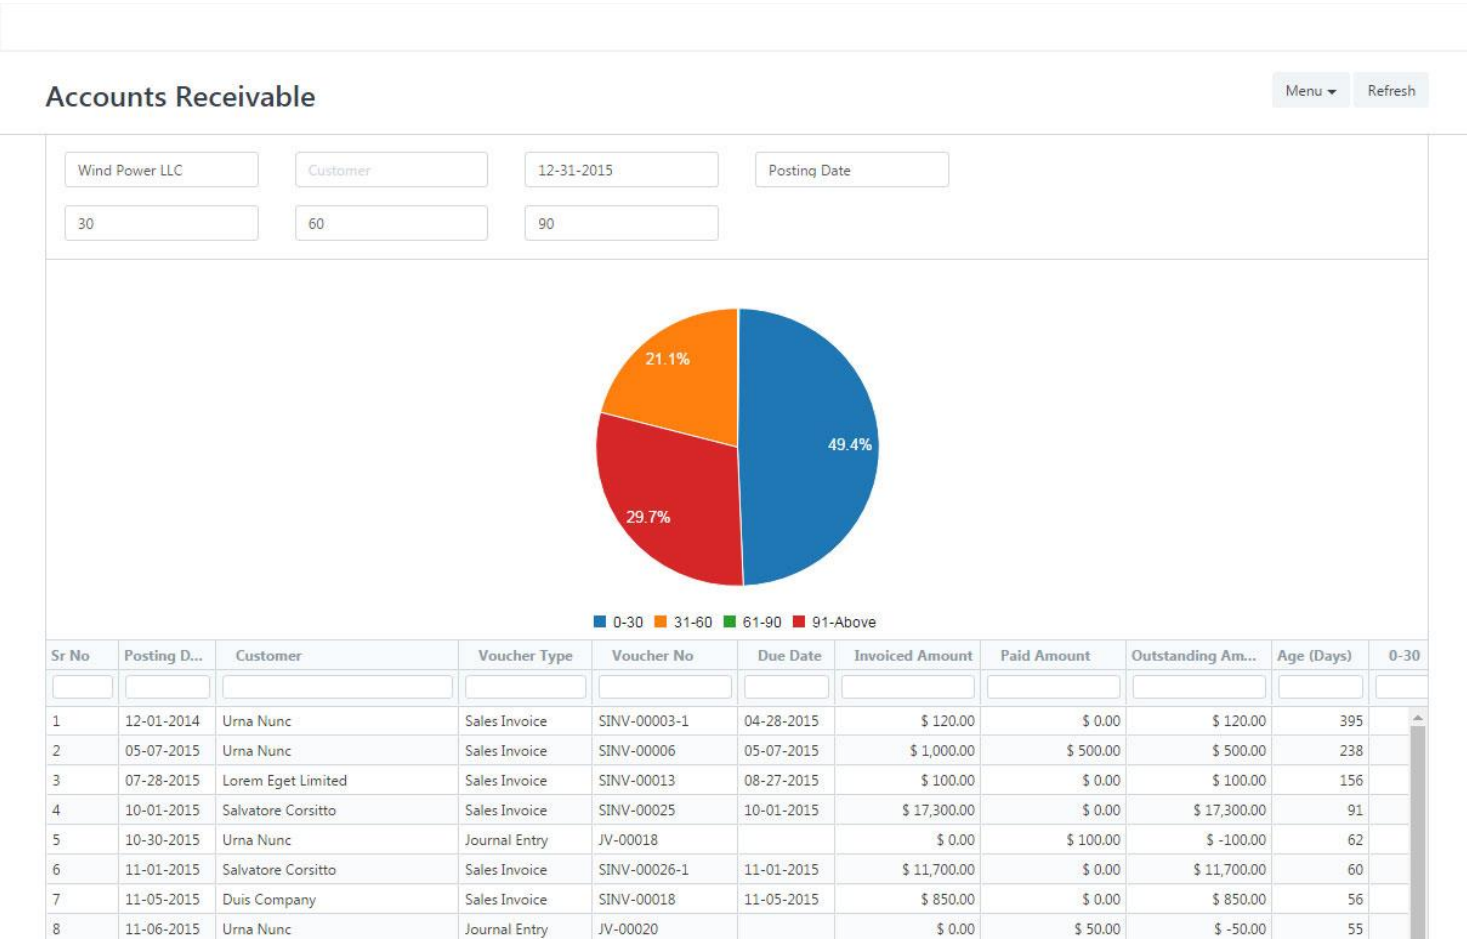 Accounts Receivable Menu Refresh
Wind Power LLC Customer 12-31-2015 Posting Date
30 60 90
21.1%
49.4%
29.7%
0-30 31-60 61-90 91-Above
Sr No Posting D... Customer Voucher Type Voucher No Due Date Invoiced Amount Paid Amount Outstanding Am... Age (Days) 0-30
1 12-01-2014 Urna Nunc Sales Invoice SINV-00003-1 04-28-2015 $ 120.00 $ 0.00 $ 120.00 395
2 05-07-2015 Urna Nunc Sales Invoice SINV-00006 05-07-2015 $ 1,000.00 $ 500.00 $ 500.00 238
3 07-28-2015 Lorem Eget Limited Sales Invoice SINV-00013 08-27-2015 $ 100.00 $ 0.00 $ 100.00 156
4 10-01-2015 Salvatore Corsitto Sales Invoice SINV-00025 10-01-2015 $ 17,300.00 $ 0.00 $ 17,300.00 91
5 10-30-2015 Urna Nunc Journal Entry JV-00018 $ 0.00 $ 100.00 $ -100.00 62
6 11-01-2015 Salvatore Corsitto Sales Invoice SINV-00026-1 11-01-2015 $ 11,700.00 $ 0.00 $ 11,700.00 60
7 11-05-2015 Duis Company Sales Invoice SINV-00018 11-05-2015 $ 850.00 $ 0.00 $ 850.00 56
8 11-06-2015 Urna Nunc Journal Entry JV-00020 $ 0.00 $ 50.00 $ -50.00 55